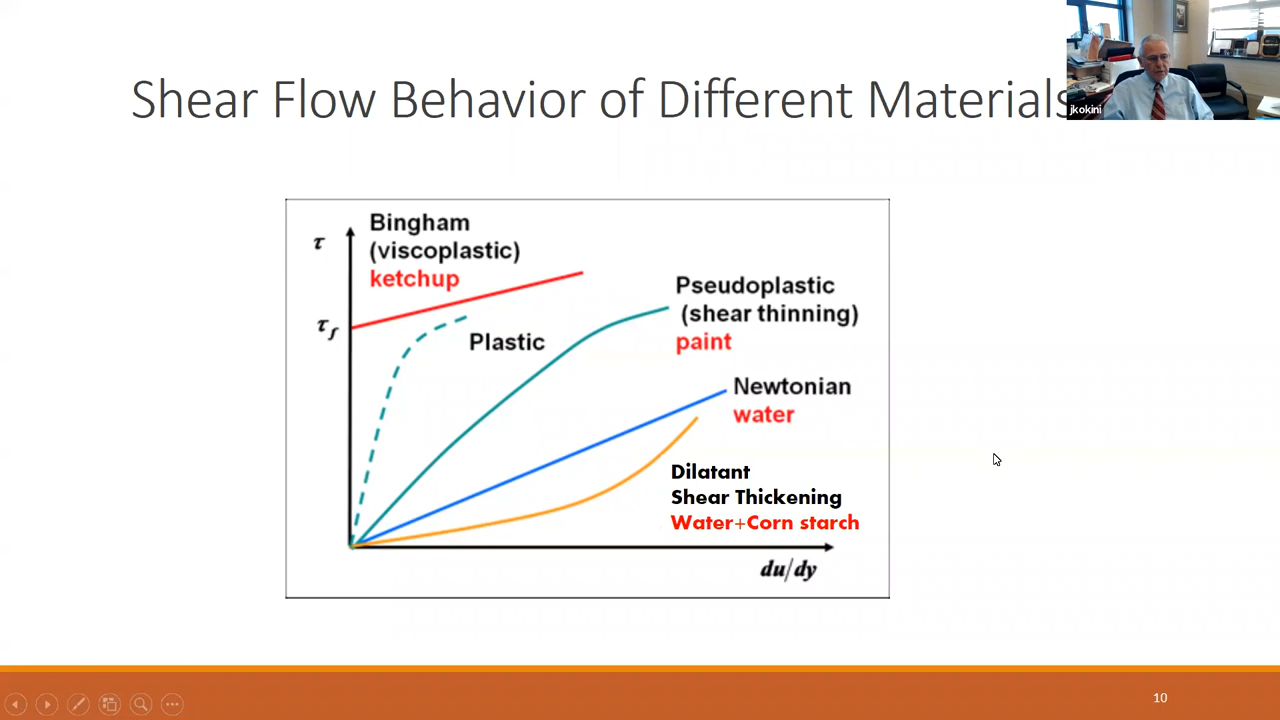 Shear Flow Behavior of Different Materials
jkokini
τ
Bingham
(viscoplastic)
ketchup
τf
Plastic
Pseudoplastic
(shear thinning)
paint
Newtonian
water
Dilatant
Shear Thickening
Water+Corn starch
du/dy
10